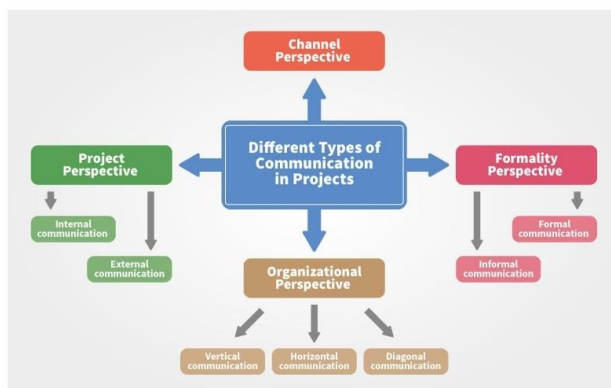 Channel
Perspective
Different Types of
Communication
in Projects
Project
Perspective
Formality
Perspective
Internal
communication
External
communication
Formal
communication
Informal
communication
Organizational
Perspective
Vertical
communication
Horizontal
communication
Diagonal
communication